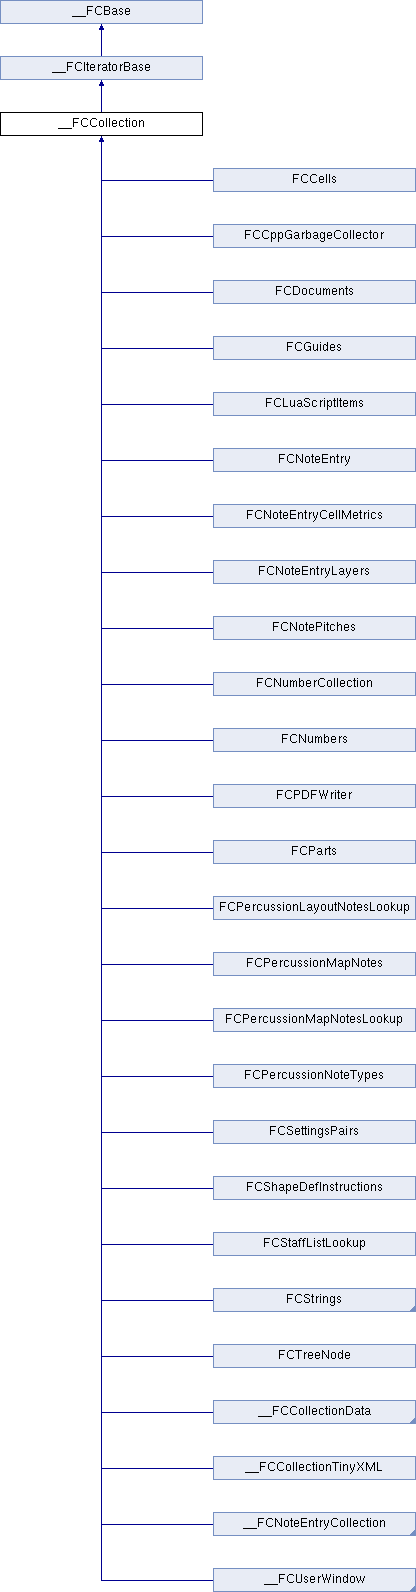 __FCBase
__FCIteratorBase
__FCCollection
FCCells
FCCppGarbageCollector
FCDocuments
FCGuides
FCLuaScriptItems
FCNoteEntry
FCNoteEntryCellMetrics
FCNoteEntryLayers
FCNotePitches
FCNumberCollection
FCNumbers
FCPDFWriter
FCParts
FCPercussionLayoutNotesLookup
FCPercussionMapNotes
FCPercussionMapNotesLookup
FCPercussionNoteTypes
FCSettingsPairs
FCShapeDefInstructions
FCStaffListLookup
FCStrings
FCTreeNode
__FCCollectionData
__FCCollectionTinyXML
__FCNoteEntryCollection
__FCUserWindow